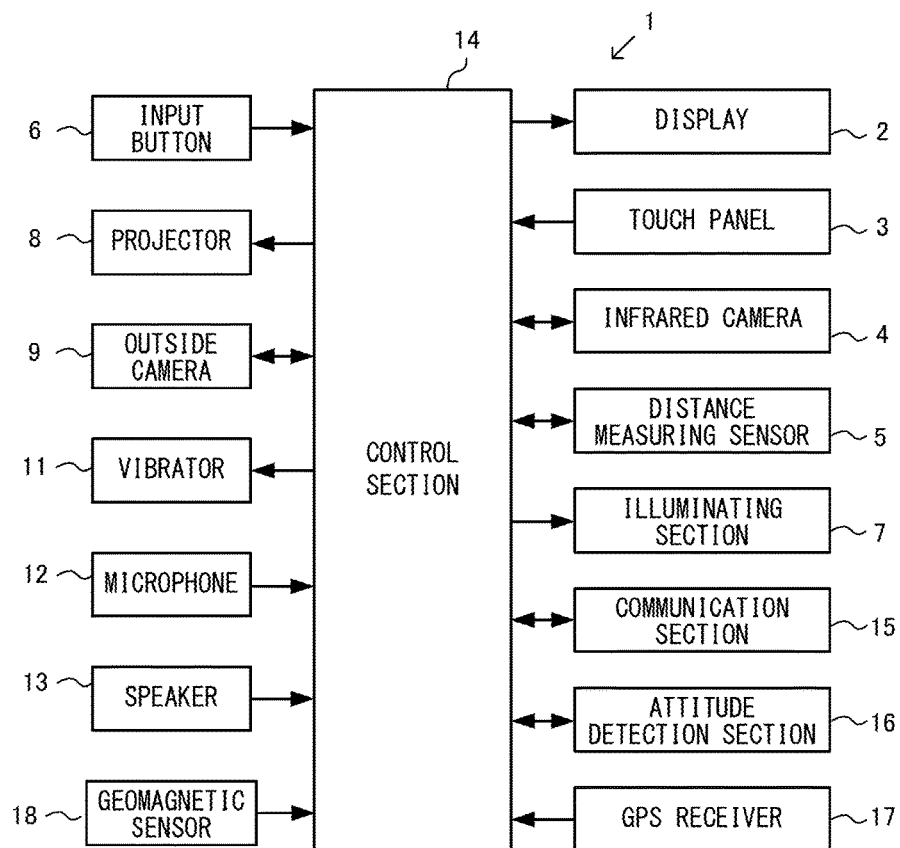 1
14
6
INPUT
BUTTON
8
PROJECTOR
9
OUTSIDE
CAMERA
11
VIBRATOR
12
MICROPHONE
13
SPEAKER
18
GEOMAGNETIC
SENSOR
CONTROL
SECTION
DISPLAY
2
TOUCH PANEL
3
INFRARED CAMERA
4
DISTANCE
MEASURING SENSOR
5
ILLUMINATING
SECTION
7
COMMUNICATION
SECTION
15
ATTITUDE
DETECTION SECTION
16
GPS RECEIVER
17